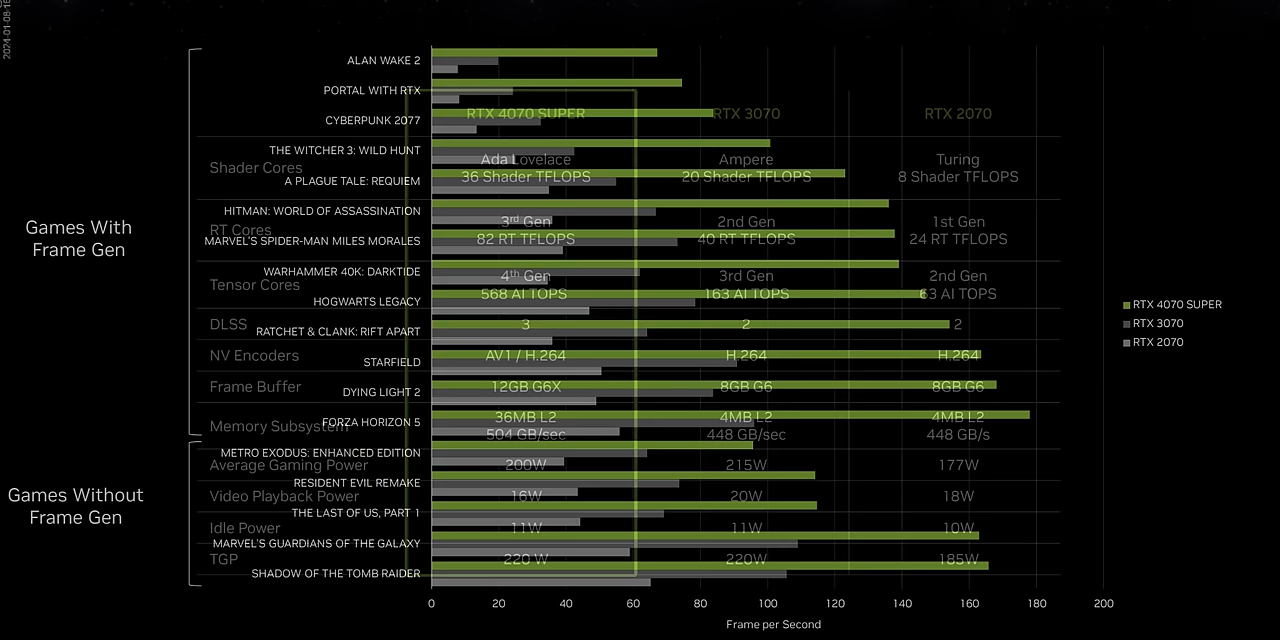 2024-01-08-15
ALAN WAKE 2
PORTAL WITH RTX
CYBERPUNK 2077
THE WITCHER 3: WILD HUNT
A PLAGUE TALE: REQUIEM
HITMAN: WORLD OF ASSASSINATION
MARVEL'S SPIDER-MAN MILES MORALES
WARHAMMER 40K: DARKTIDE
HOGWARTS LEGACY
RATCHET & CLANK: RIFT APART
STARFIELD
DYING LIGHT 2
FORZA HORIZON 5
METRO EXODUS: ENHANCED EDITION
RESIDENT EVIL REMAKE
THE LAST OF US, PART 1
MARVEL'S GUARDIANS OF THE GALAXY
SHADOW OF THE TOMB RAIDER
Games With
Frame Gen
Games Without
Frame Gen
RTX 4070 SUPER RTX 3070 RTX 2070
Shader Cores
Ada Lovelace Ampere Turing
36 Shader TFLOPS 20 Shader TFLOPS 8 Shader TFLOPS
RT Cores
3rd Gen 2nd Gen 1st Gen
82 RT TFLOPS 40 RT TFLOPS 24 RT TFLOPS
Tensor Cores
4th Gen 3rd Gen 2nd Gen
568 AI TOPS 163 AI TOPS 63 AI TOPS
DLSS 3 2 2
NV Encoders AV1 / H.264 H.264 H.264
Frame Buffer 12GB G6X 8GB G6 8GB G6
Memory Subsystem
36MB L2 4MB L2 4MB L2
504 GB/sec 448 GB/sec 448 GB/s
Average Gaming Power 200W 215W 177W
Video Playback Power 16W 20W 18W
Idle Power 11W 11W 10W
TGP 220 W 220W 185W
0 20 40 60 80 100 120 140 160 180 200
Frame per Second
RTX 4070 SUPER
RTX 3070
RTX 2070